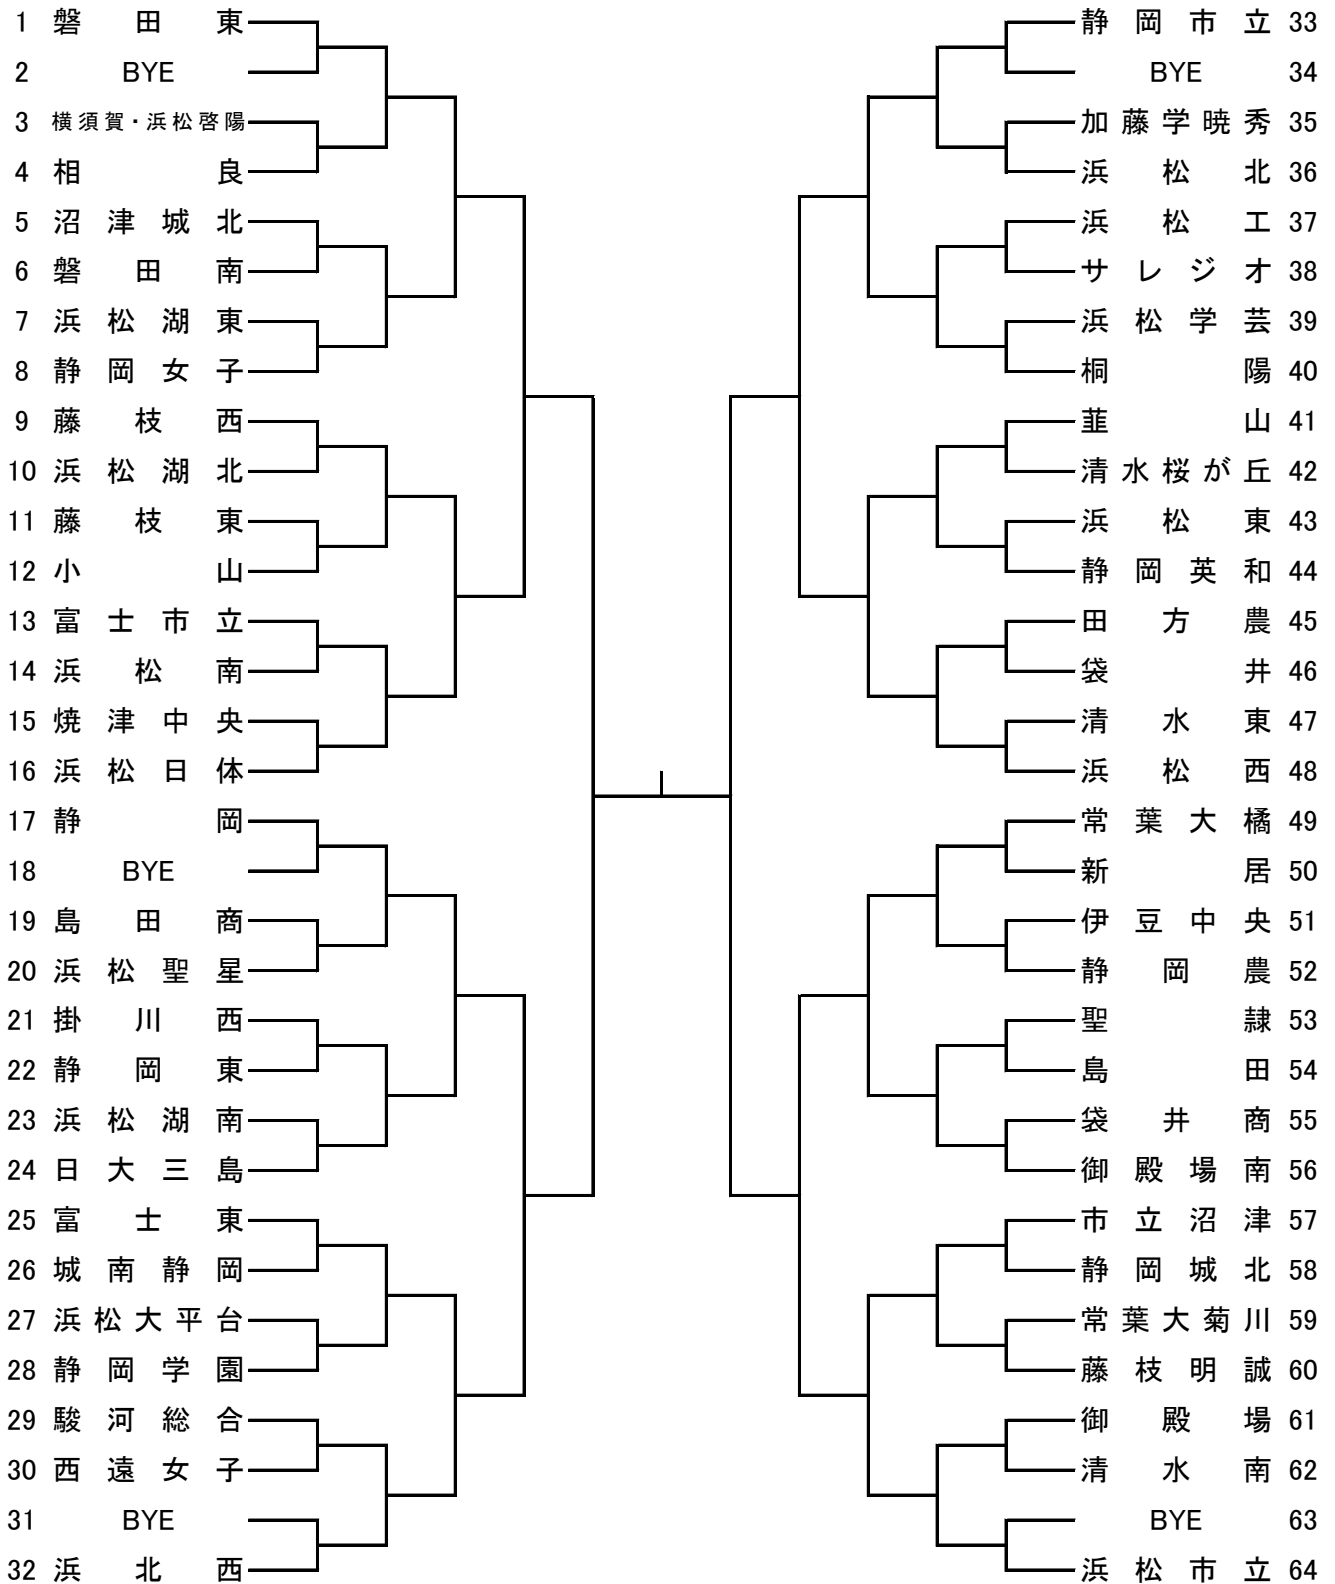 1 磐田東
2 BYE
3 横須賀・浜松啓陽
4 相良
5 沼津城北
6 磐田南
7 浜松湖東
8 静岡女子
9 藤枝西
10 浜松湖北
11 藤枝東
12 小山
13 富士市立
14 浜松南
15 焼津中央
16 浜松日体
17 静岡
18 BYE
19 島田商
20 浜松聖星
21 掛川西
22 静岡東
23 浜松湖南
24 日大三島
25 富士東
26 城南静岡
27 浜松大平台
28 静岡学園
29 駿河総合
30 西遠女子
31 BYE
32 浜北西
静岡市立 33
BYE 34
加藤学暁秀 35
浜松北 36
浜松工 37
サレジオ 38
浜松学芸 39
桐陽 40
韮山 41
清水桜が丘 42
浜松東 43
静岡英和 44
田方農 45
袋井 46
清水東 47
浜松西 48
常葉大橘 49
新居 50
伊豆中央 51
静岡農 52
聖隷 53
島田 54
袋井商 55
御殿場南 56
市立沼津 57
静岡城北 58
常葉大菊川 59
藤枝明誠 60
御殿場 61
清水南 62
BYE 63
浜松市立 64